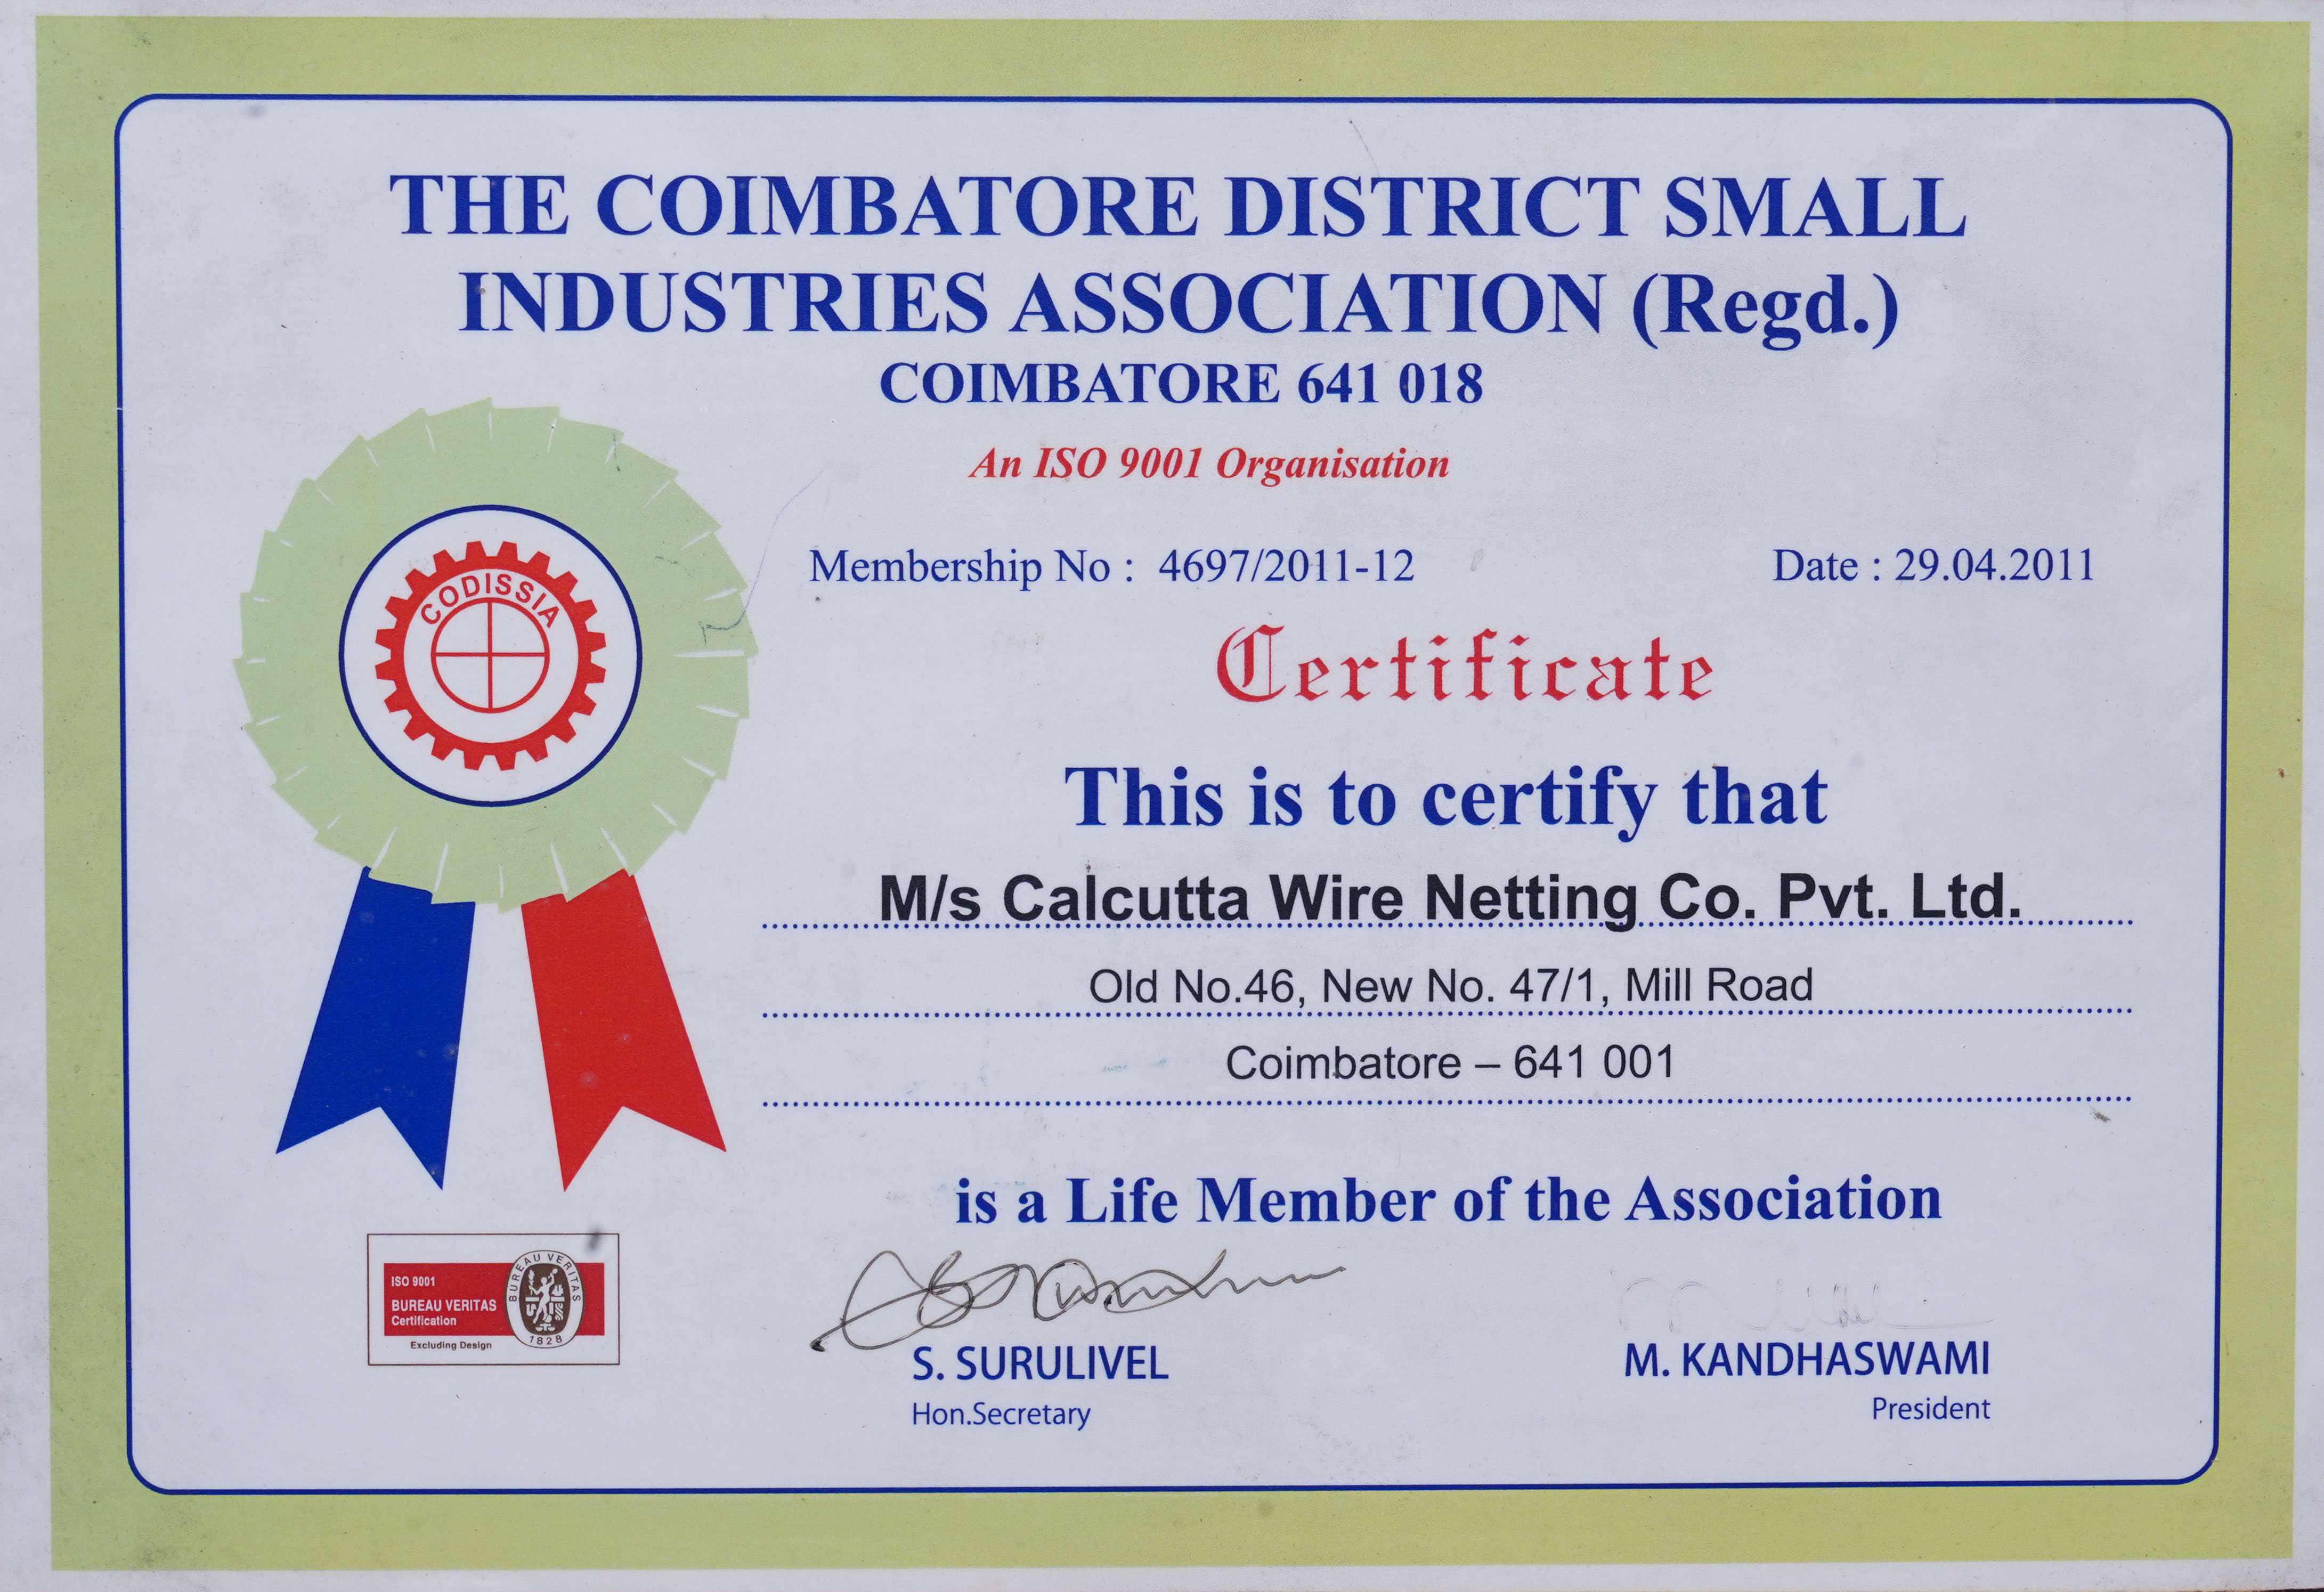 THE COIMBATORE DISTRICT SMALL
INDUSTRIES ASSOCIATION (Regd.)
COIMBATORE 641 018
An ISO 9001 Organisation
Membership No : 4697/2011-12
Date : 29.04.2011
CODISSIA
Certificate
This is to certify that
M/s Calcutta Wire Netting Co. Pvt. Ltd.
Old No.46, New No. 47/1, Mill Road
Coimbatore – 641 001
is a Life Member of the Association
ISO 9001
BUREAU VERITAS
Certification
Excluding Design
BUREAU VERITAS
1828
S. SURULIVEL
Hon.Secretary
M. KANDHASWAMI
President